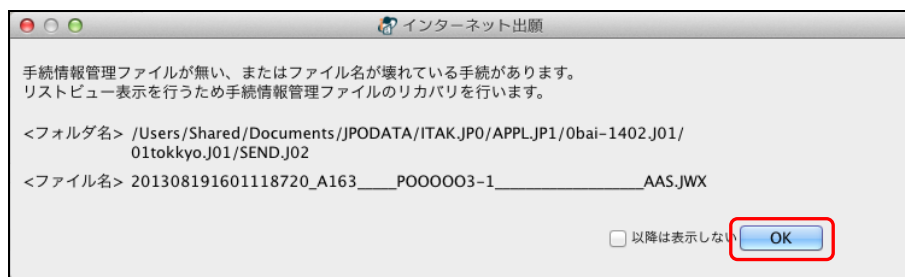 インターネット出願
手続情報管理ファイルが無い、またはファイル名が壊れている手続があります。
リストビュー表示を行うため手続情報管理ファイルのリカバリを行います。
<フォルダ名> /Users/Shared/Documents/JPODATA/ITAK.JP0/APPL.JP1/0bai-1402.J01/
01tokkyo.J01/SEND.J02
<ファイル名> 201308191601118720_A163_____POOOOO3-1____________________AAS.JWX
以降は表示しない OK